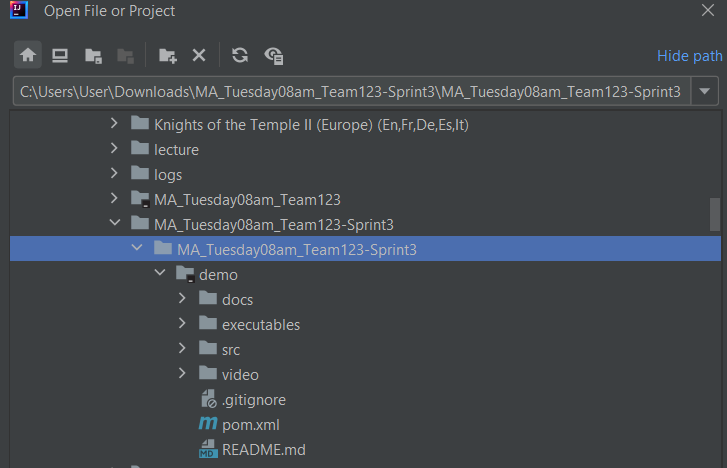 IJ Open File or Project
Hide path
C:\Users\User\Downloads\MA_Tuesday08am_Team123-Sprint3\MA_Tuesday08am_Team123-Sprint3
Knights of the Temple II (Europe) (En,Fr,De,Es,It)
lecture
logs
MA_Tuesday08am_Team123
MA_Tuesday08am_Team123-Sprint3
MA_Tuesday08am_Team123-Sprint3
demo
docs
executables
src
video
.gitignore
m pom.xml
MD README.md